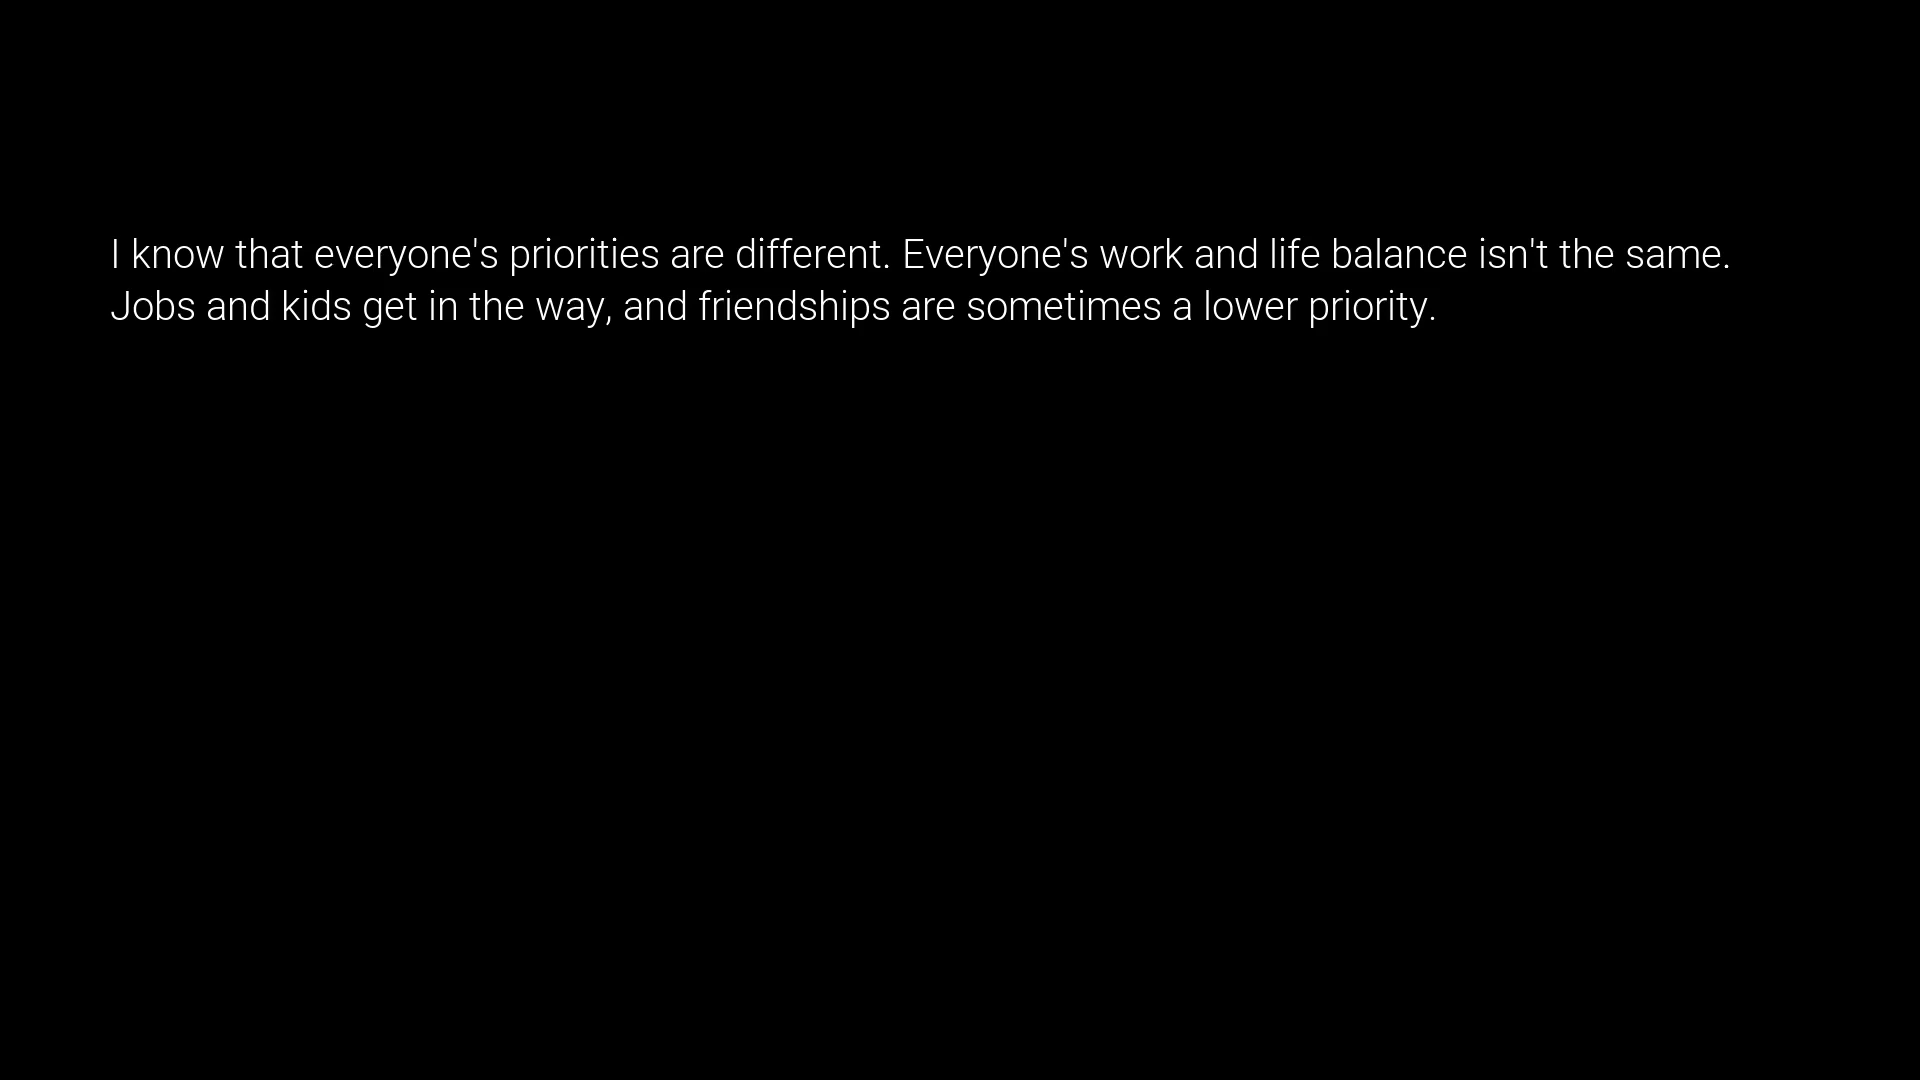 I know that everyone's priorities are different. Everyone's work and life balance isn't the same.
Jobs and kids get in the way, and friendships are sometimes a lower priority.